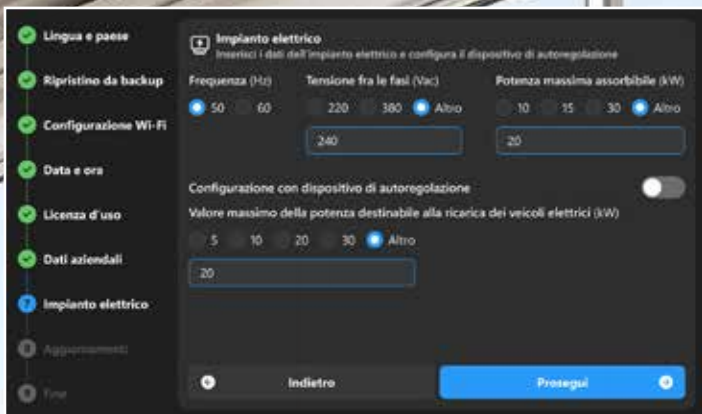 Lingua e paese
Ripristino da backup
Configurazione Wi-Fi
Data e ora
Licenza d'uso
Dati aziendali
7 Impianto elettrico
8 Aggiornamenti
9 Fine
Impianto elettrico
Inserisci i dati dell'impianto elettrico e configura il dispositivo di autoregolazione
Frequenza (Hz)
50 60
Tensione fra le fasi (Vac)
220 380 Altro
240
Potenza massima assorbibile (kW)
10 15 30 Altro
20
Configurazione con dispositivo di autoregolazione
Valore massimo della potenza destinabile alla ricarica dei veicoli elettrici (kW)
5 10 20 30 Altro
20
Indietro
Prosegui